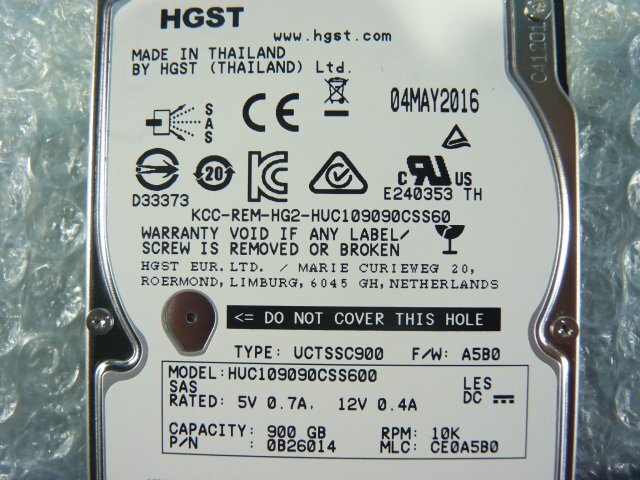 HGST
www.hgst.com
MADE IN THAILAND
BY HGST (THAILAND) Ltd.
04MAY2016
SAS
CE
20
D33373
c RU US
E240353 TH
KCC-REM-HG2-HUC109090CSS60
WARRANTY VOID IF ANY LABEL/
SCREW IS REMOVED OR BROKEN
HGST EUR. LTD. / MARIE CURIEWEG 20,
ROERMOND, LIMBURG, 6045 GH, NETHERLANDS
<= DO NOT COVER THIS HOLE
TYPE: UCTSSC900 F/W: A5B0
MODEL: HUC109090CSS600
SAS LES
RATED: 5V 0.7A, 12V 0.4A DC
CAPACITY: 900 GB RPM: 10K
P/N : 0B26014 MLC: CE0A5B0